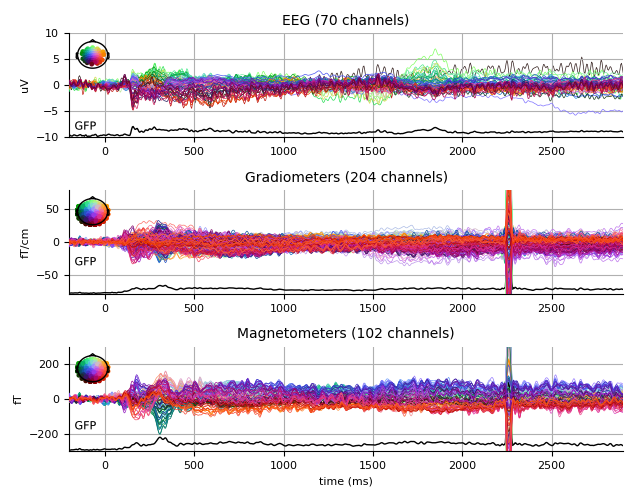 EEG (70 channels)
10
5
0
−5
−10
uV
GFP
0 500 1000 1500 2000 2500
Gradiometers (204 channels)
50
0
−50
fT/cm
GFP
0 500 1000 1500 2000 2500
Magnetometers (102 channels)
200
0
−200
fT
GFP
0 500 1000 1500 2000 2500
time (ms)